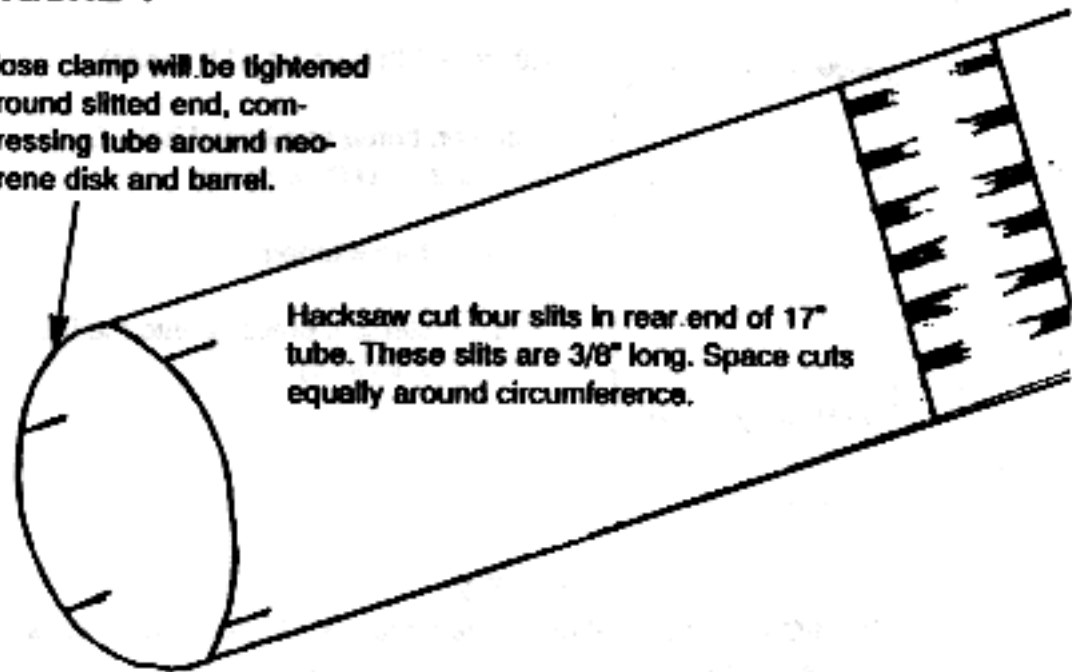 ose clamp will be tightened
round slitted end, com-
ressing tube around neo-
rene disk and barrel.
Hacksaw cut four slits in rear end of 17"
tube. These slits are 3/8" long. Space cuts
equally around circumference.